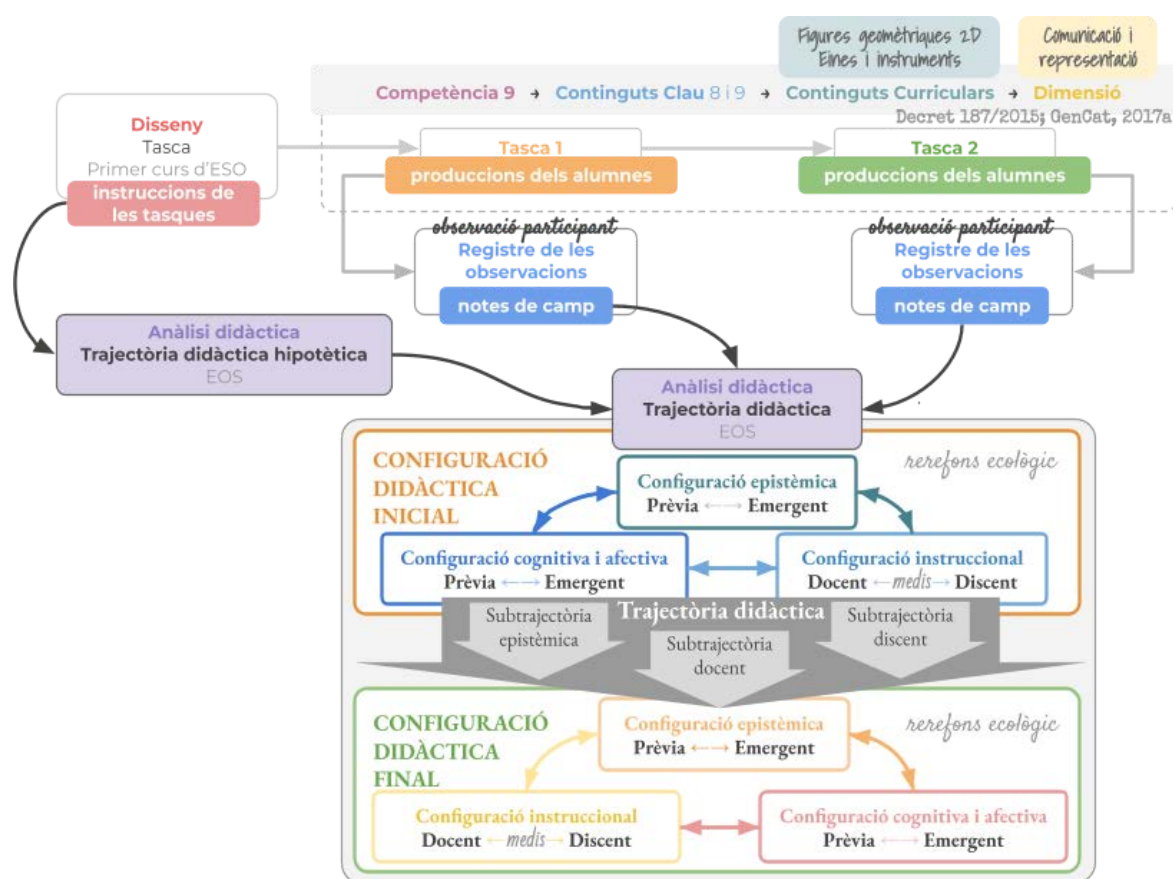 Figures geomètriques 2D
Eines i instruments
Comunicació i
representació
Competència 9 → Continguts Clau 8 i 9 → Continguts Curriculars → Dimensió
Decret 187/2015; GenCat, 2017a
Disseny
Tasca
Primer curs d'ESO
instruccions de
les tasques
Tasca 1
produccions dels alumnes
Tasca 2
produccions dels alumnes
observació participant
Registre de les
observacions
notes de camp
observació participant
Registre de les
observacions
notes de camp
Anàlisi didàctica
Trajectòria didàctica hipotètica
EOS
Anàlisi didàctica
Trajectòria didàctica
EOS
CONFIGURACIÓ
DIDÀCTICA
INICIAL
rerefons ecològic
Configuració epistèmica
Prèvia ←→ Emergent
Configuració cognitiva i afectiva
Prèvia ←→ Emergent
Configuració instruccional
Docent ←medis→ Discent
Trajectòria didàctica
Subtrajectòria
epistèmica
Subtrajectòria
docent
Subtrajectòria
discent
CONFIGURACIÓ
DIDÀCTICA
FINAL
rerefons ecològic
Configuració epistèmica
Prèvia ←→ Emergent
Configuració instruccional
Docent ←medis→ Discent
Configuració cognitiva i afectiva
Prèvia ←→ Emergent